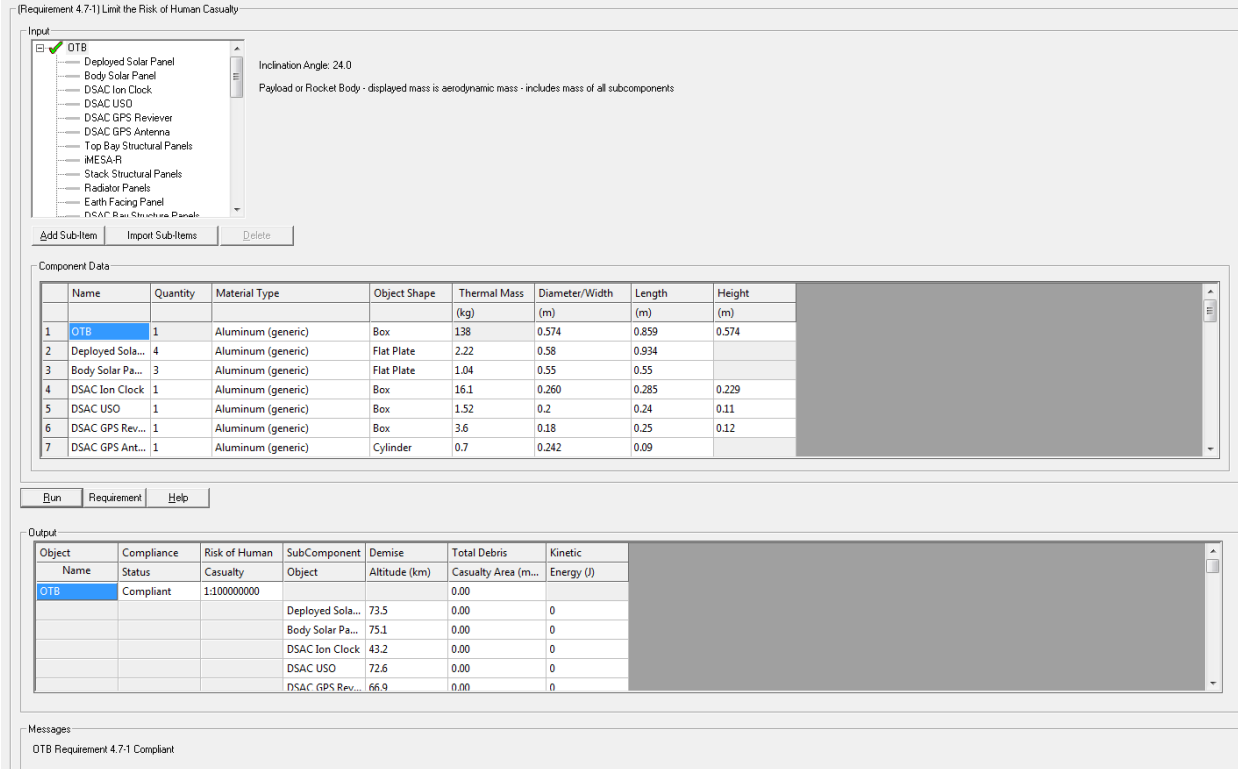 (Requirement 4.7-1) Limit the Risk of Human Casualty
Input
OTB
Deployed Solar Panel
Body Solar Panel
DSAC Ion Clock
DSAC USO
DSAC GPS Reviever
DSAC GPS Antenna
Top Bay Structural Panels
iMESA-R
Stack Structural Panels
Radiator Panels
Earth Facing Panel
DSAC Bay Structure Panels
Inclination Angle: 24.0
Payload or Rocket Body - displayed mass is aerodynamic mass - includes mass of all subcomponents
Add Sub-Item Import Sub-Items Delete
Component Data
Name Quantity Material Type Object Shape Thermal Mass Diameter/Width Length Height
(kg) (m) (m) (m)
1 OTB 1 Aluminum (generic) Box 138 0.574 0.859 0.574
2 Deployed Sola... 4 Aluminum (generic) Flat Plate 2.22 0.58 0.934
3 Body Solar Pa... 3 Aluminum (generic) Flat Plate 1.04 0.55 0.55
4 DSAC Ion Clock 1 Aluminum (generic) Box 16.1 0.260 0.285 0.229
5 DSAC USO 1 Aluminum (generic) Box 1.52 0.2 0.24 0.11
6 DSAC GPS Rev... 1 Aluminum (generic) Box 3.6 0.18 0.25 0.12
7 DSAC GPS Ant... 1 Aluminum (generic) Cylinder 0.7 0.242 0.09
Run Requirement Help
Output
Object Compliance Risk of Human SubComponent Demise Total Debris Kinetic
Name Status Casualty Object Altitude (km) Casualty Area (m... Energy (J)
OTB Compliant 1:100000000 0.00
Deployed Sola... 73.5 0.00 0
Body Solar Pa... 75.1 0.00 0
DSAC Ion Clock 43.2 0.00 0
DSAC USO 72.6 0.00 0
DSAC GPS Rev... 66.9 0.00 0
Messages
OTB Requirement 4.7-1 Compliant